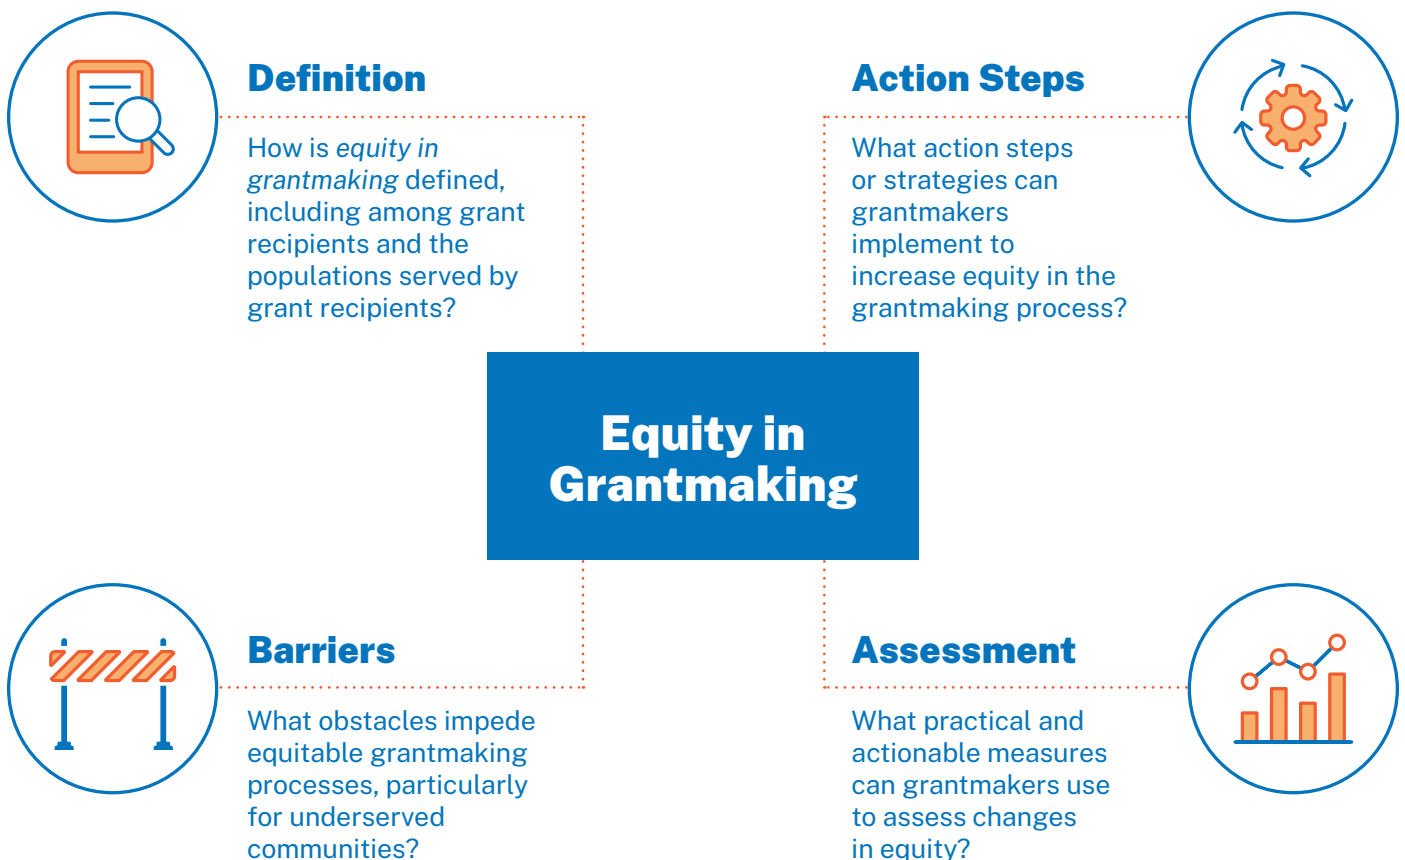 Definition
How is equity in
grantmaking defined,
including among grant
recipients and the
populations served by
grant recipients?
Action Steps
What action steps
or strategies can
grantmakers
implement to
increase equity in the
grantmaking process?
Equity in
Grantmaking
Barriers
What obstacles impede
equitable grantmaking
processes, particularly
for underserved
communities?
Assessment
What practical and
actionable measures
can grantmakers use
to assess changes
in equity?